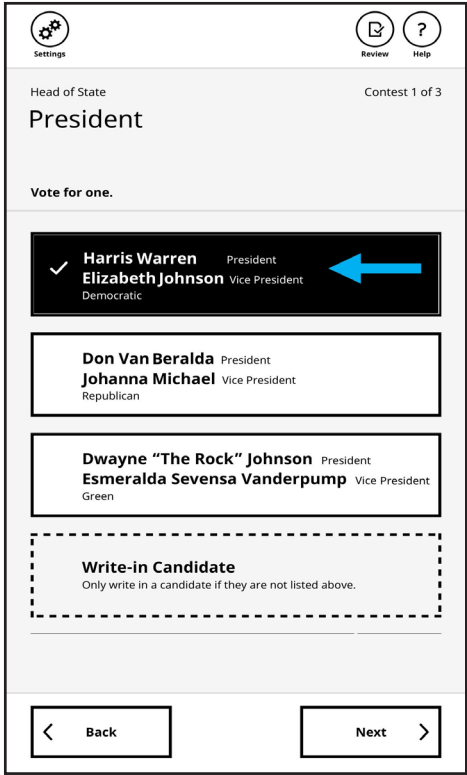 Settings
Review
Help
Head of State
Contest 1 of 3
President
Vote for one.
Harris Warren President
Elizabeth Johnson Vice President
Democratic
Don Van Beralda President
Johanna Michael Vice President
Republican
Dwayne “The Rock” Johnson President
Esmeralda Sevensa Vanderpump Vice President
Green
Write-in Candidate
Only write in a candidate if they are not listed above.
Back
Next